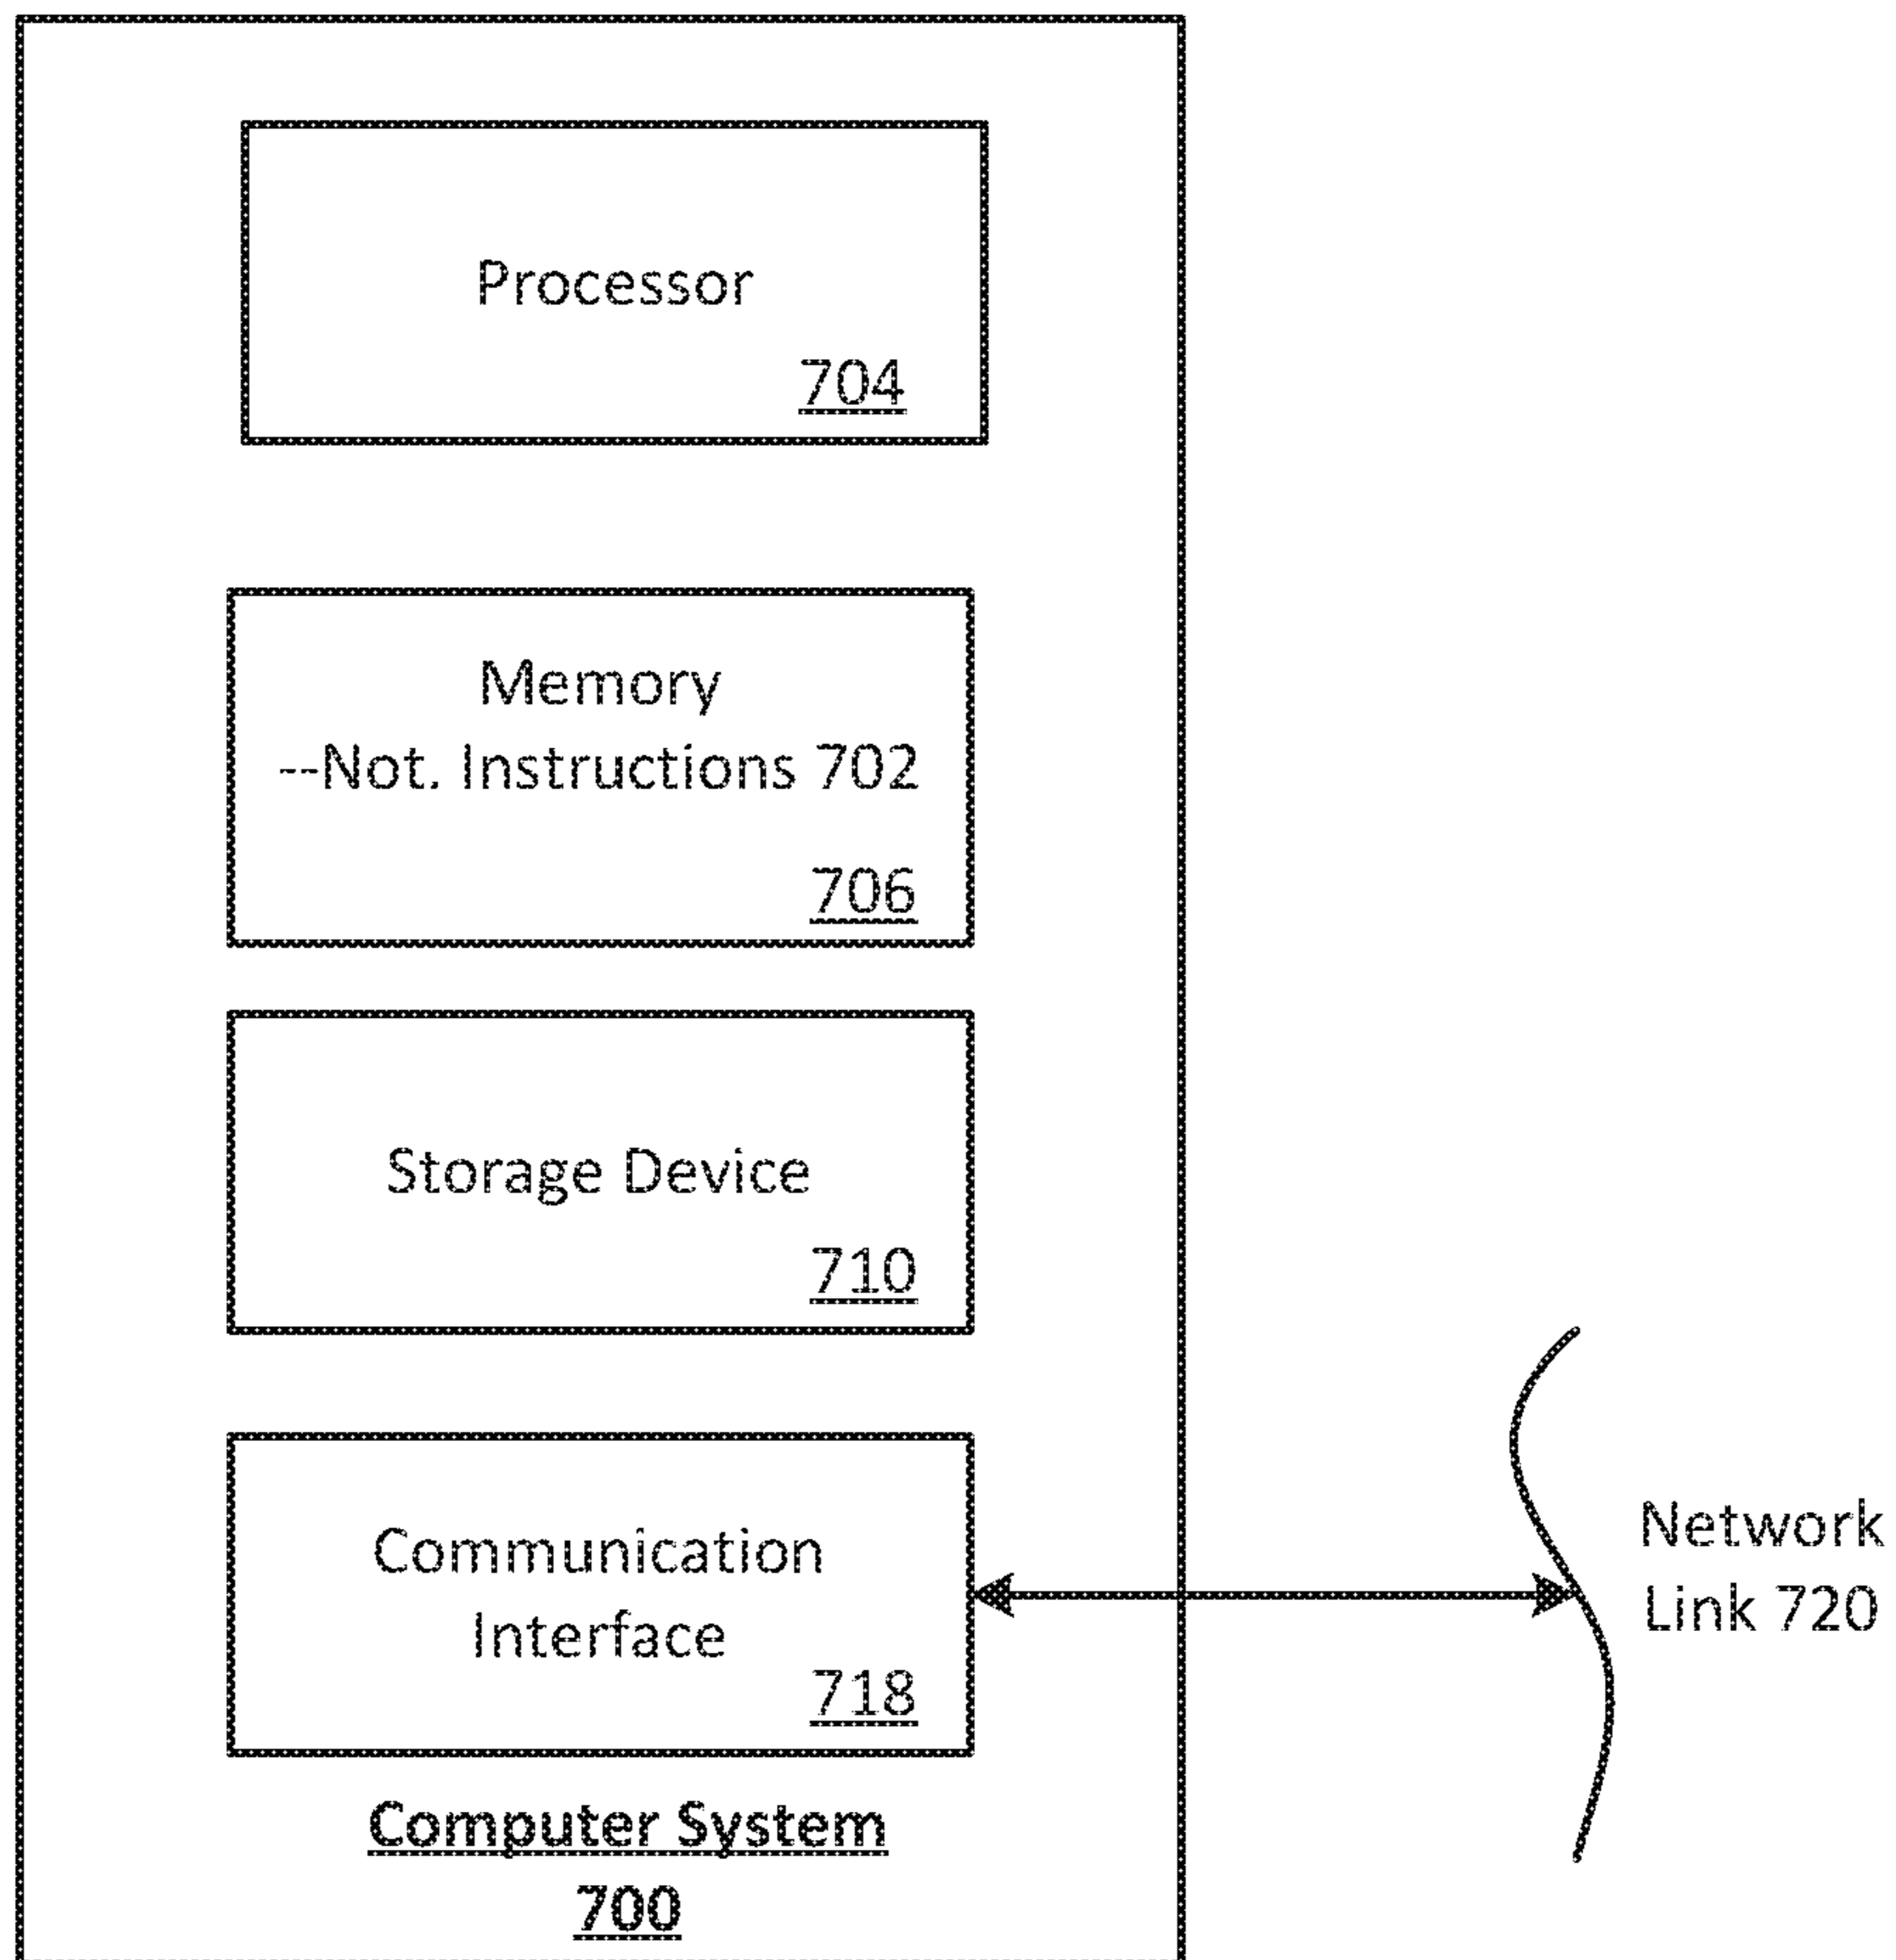 Processor
704
Memory
--Not. Instructions 702
706
Storage Device
710
Communication
Interface
718
Network
Link 720
Computer System
700